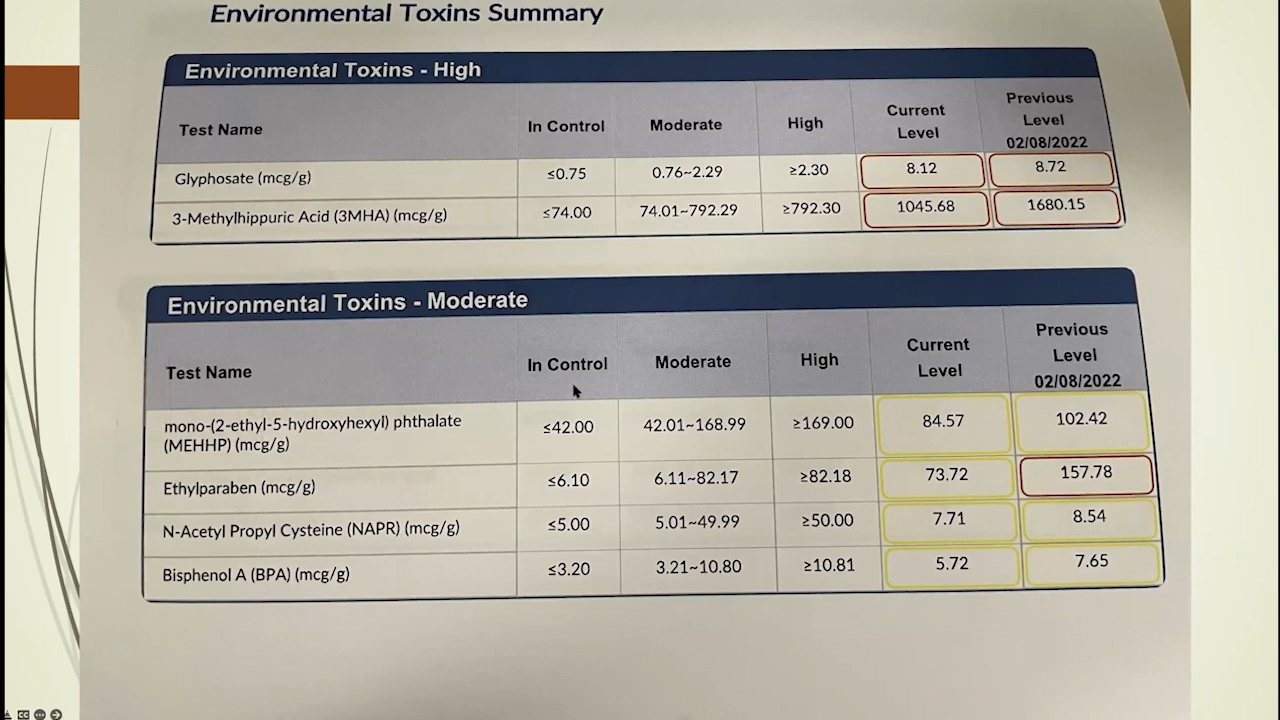 Environmental Toxins Summary
Environmental Toxins - High
Test Name In Control Moderate High Current Level Previous Level 02/08/2022
Glyphosate (mcg/g) ≤0.75 0.76~2.29 ≥2.30 8.12 8.72
3-Methylhippuric Acid (3MHA) (mcg/g) ≤74.00 74.01~792.29 ≥792.30 1045.68 1680.15
Environmental Toxins - Moderate
Test Name In Control Moderate High Current Level Previous Level 02/08/2022
mono-(2-ethyl-5-hydroxyhexyl) phthalate
(MEHHP) (mcg/g) ≤42.00 42.01~168.99 ≥169.00 84.57 102.42
Ethylparaben (mcg/g) ≤6.10 6.11~82.17 ≥82.18 73.72 157.78
N-Acetyl Propyl Cysteine (NAPR) (mcg/g) ≤5.00 5.01~49.99 ≥50.00 7.71 8.54
Bisphenol A (BPA) (mcg/g) ≤3.20 3.21~10.80 ≥10.81 5.72 7.65